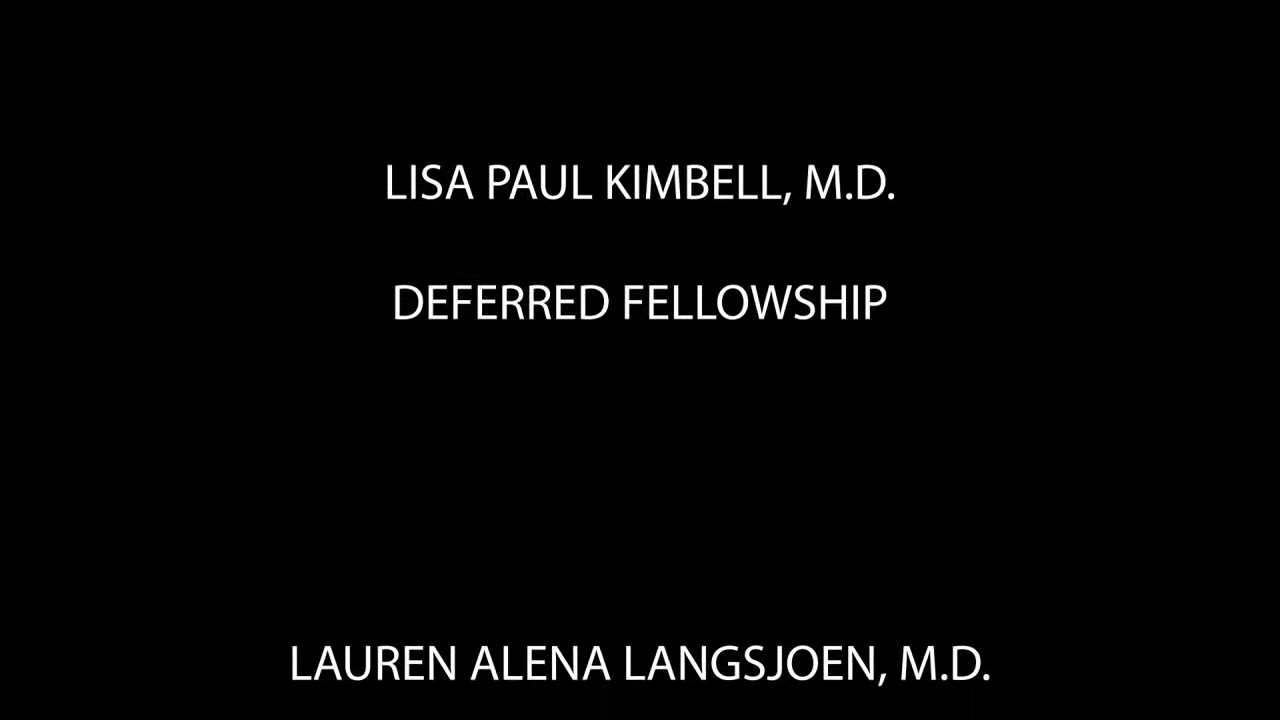 LISA PAUL KIMBELL, M.D.
DEFERRED FELLOWSHIP
LAUREN ALENA LANGSJOEN, M.D.